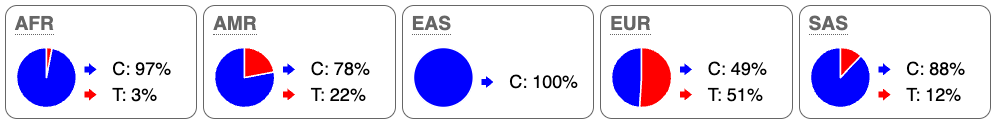 AFR
C: 97%
T: 3%
AMR
C: 78%
T: 22%
EAS
C: 100%
EUR
C: 49%
T: 51%
SAS
C: 88%
T: 12%